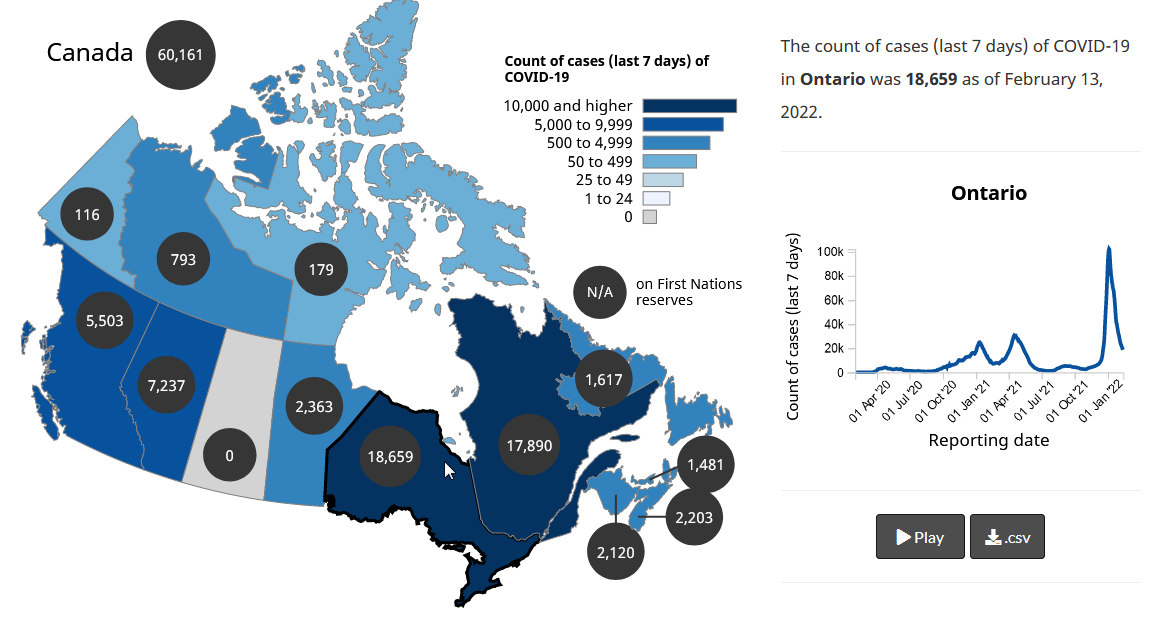 Canada
60,161
Count of cases (last 7 days) of
COVID-19
10,000 and higher
5,000 to 9,999
500 to 4,999
50 to 499
25 to 49
1 to 24
0
116
793
179
N/A
on First Nations
reserves
5,503
7,237
0
2,363
18,659
17,890
1,617
1,481
2,203
2,120
The count of cases (last 7 days) of COVID-19
in Ontario was 18,659 as of February 13,
2022.
Ontario
Count of cases (last 7 days)
100k
80k
60k
40k
20k
0
01 Apr '20
01 Jul '20
01 Oct '20
01 Jan '21
01 Apr '21
01 Jul '21
01 Oct '21
01 Jan '22
Reporting date
Play
.csv